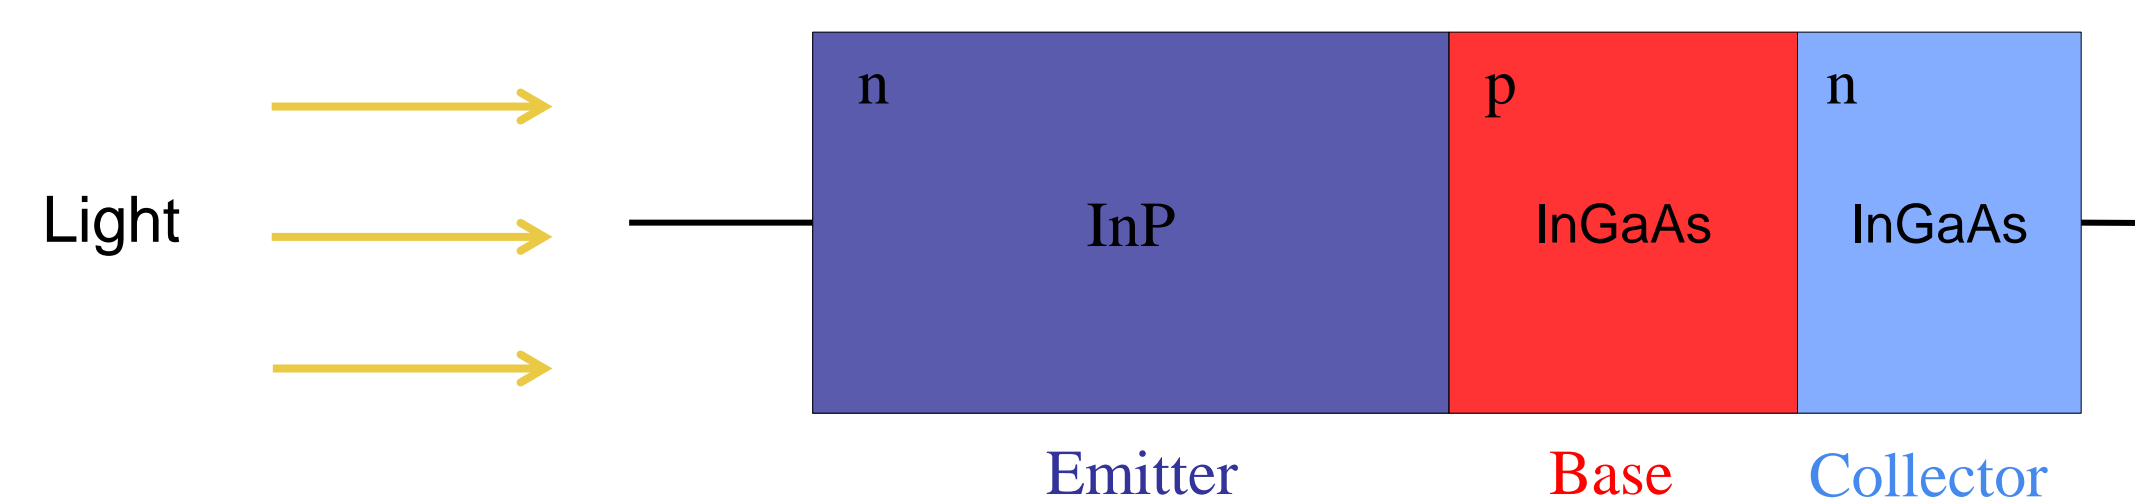 n
p
n
Light
InP
InGaAs
InGaAs
Emitter
Base
Collector